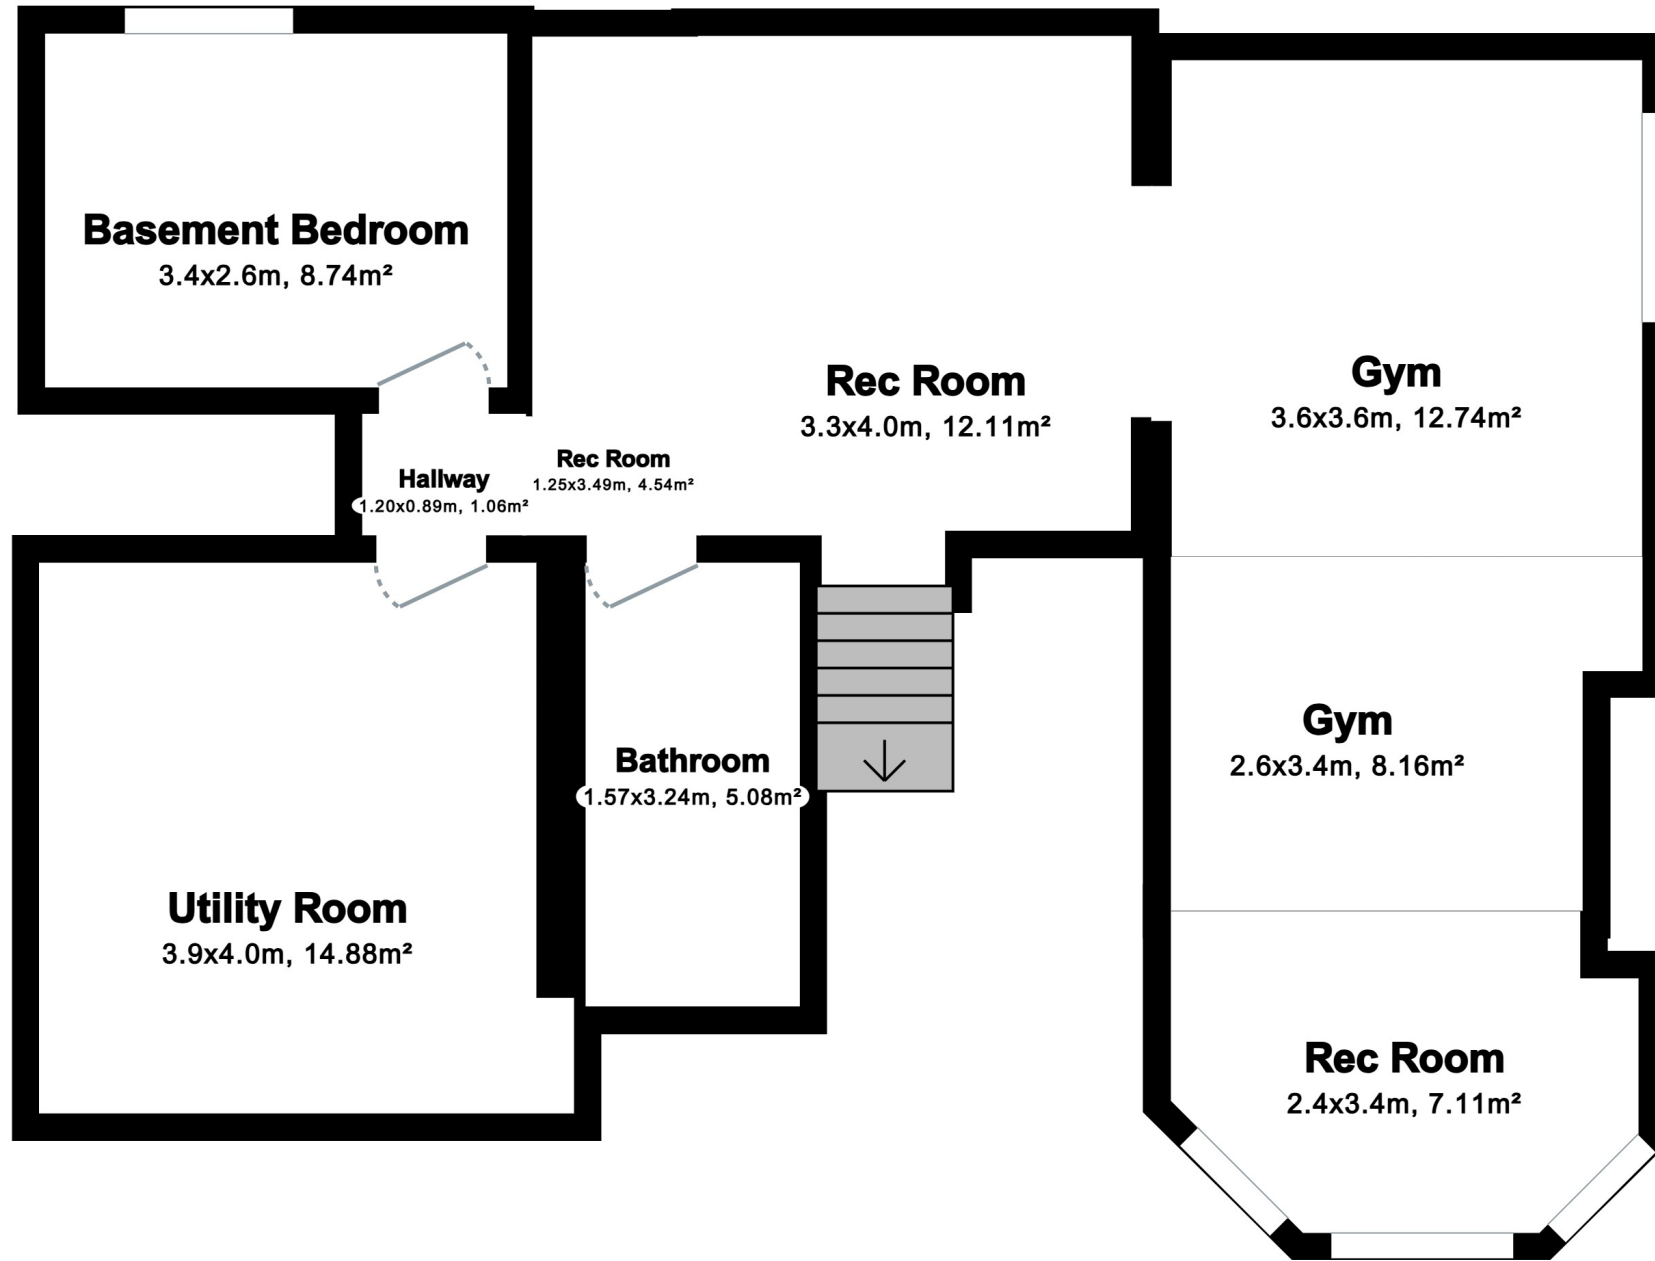 Basement Bedroom
3.4x2.6m, 8.74m²
Rec Room
3.3x4.0m, 12.11m²
Gym
3.6x3.6m, 12.74m²
Hallway
1.20x0.89m, 1.06m²
Rec Room
1.25x3.49m, 4.54m²
Gym
2.6x3.4m, 8.16m²
Bathroom
1.57x3.24m, 5.08m²
Utility Room
3.9x4.0m, 14.88m²
Rec Room
2.4x3.4m, 7.11m²